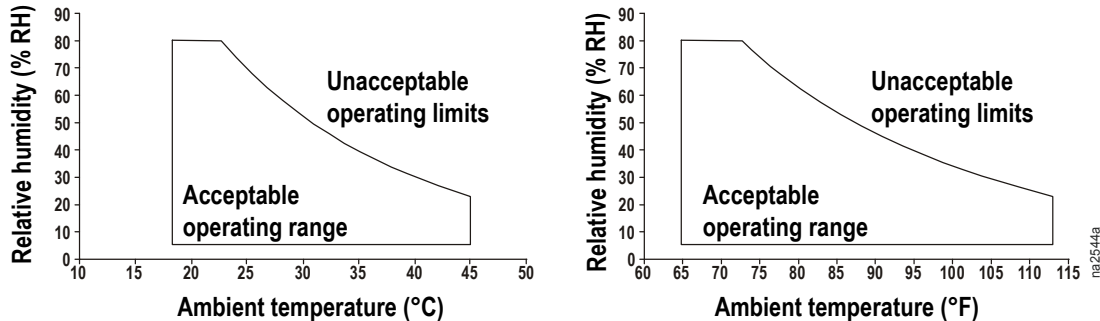 Relative humidity (% RH)
90
80
70
60
50
40
30
20
10
0
Unacceptable
operating limits
Acceptable
operating range
10 15 20 25 30 35 40 45 50
Ambient temperature (°C)
Relative humidity (% RH)
90
80
70
60
50
40
30
20
10
0
Unacceptable
operating limits
Acceptable
operating range
60 65 70 75 80 85 90 95 100 105 110 115
Ambient temperature (°F)
na2544a